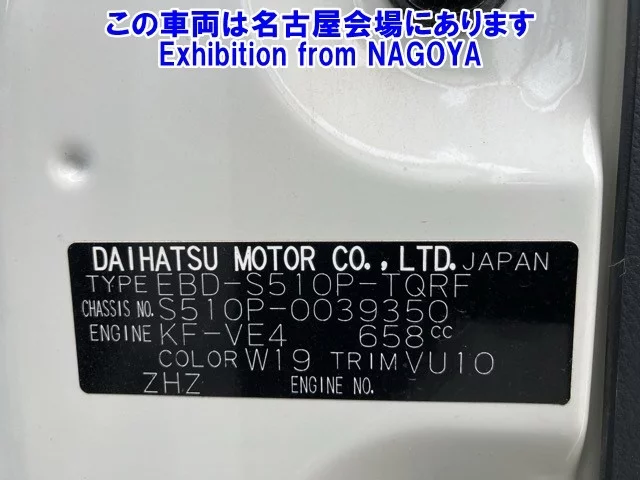 この車両は名古屋会場にあります
Exhibition from NAGOYA
DAIHATSU MOTOR CO., LTD. JAPAN
TYPE EBD-S510P-TQRF
CHASSIS NO. S510P-0039350
ENGINE KF-VE4 658cc
COLOR W19 TRIM VU10
ZHZ ENGINE NO.